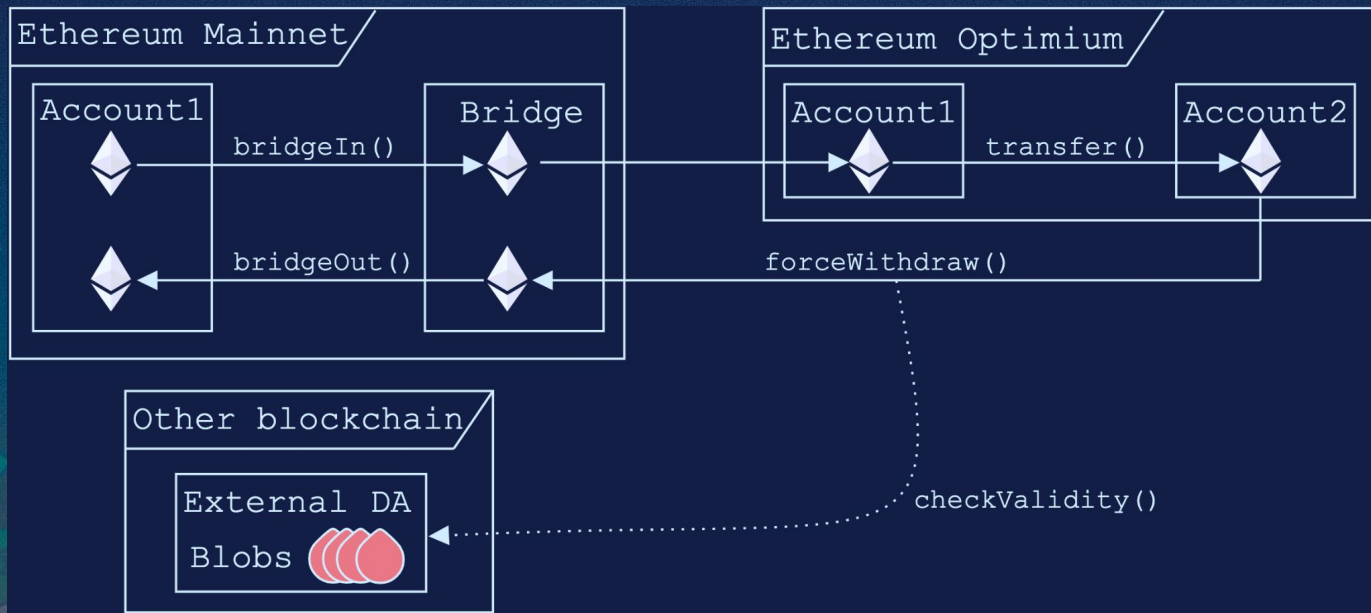 Ethereum Mainnet
Ethereum Optimium
Account1
Bridge
Account1
Account2
bridgeIn()
transfer()
bridgeOut()
forceWithdraw()
Other blockchain
External DA
Blobs
checkValidity()